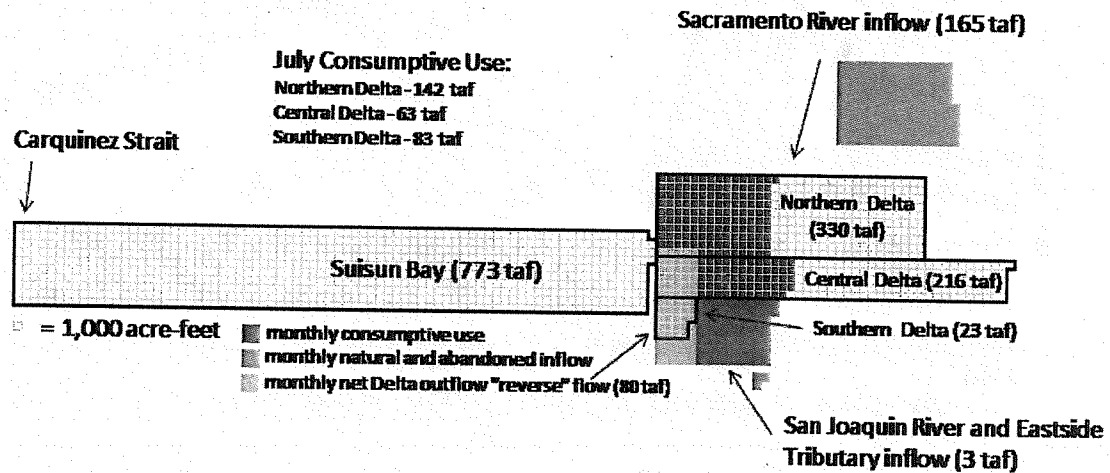 Sacramento River inflow (165 taf)
July Consumptive Use:
Northern Delta - 142 taf
Central Delta - 63 taf
Southern Delta - 83 taf
Carquinez Strait
Northern Delta
(330 taf)
Suisun Bay (773 taf)
Central Delta (216 taf)
= 1,000 acre-feet
monthly consumptive use
Southern Delta (23 taf)
monthly natural and abandoned inflow
monthly net Delta outflow "reverse" flow (80 taf)
San Joaquin River and Eastside
Tributary inflow (3 taf)